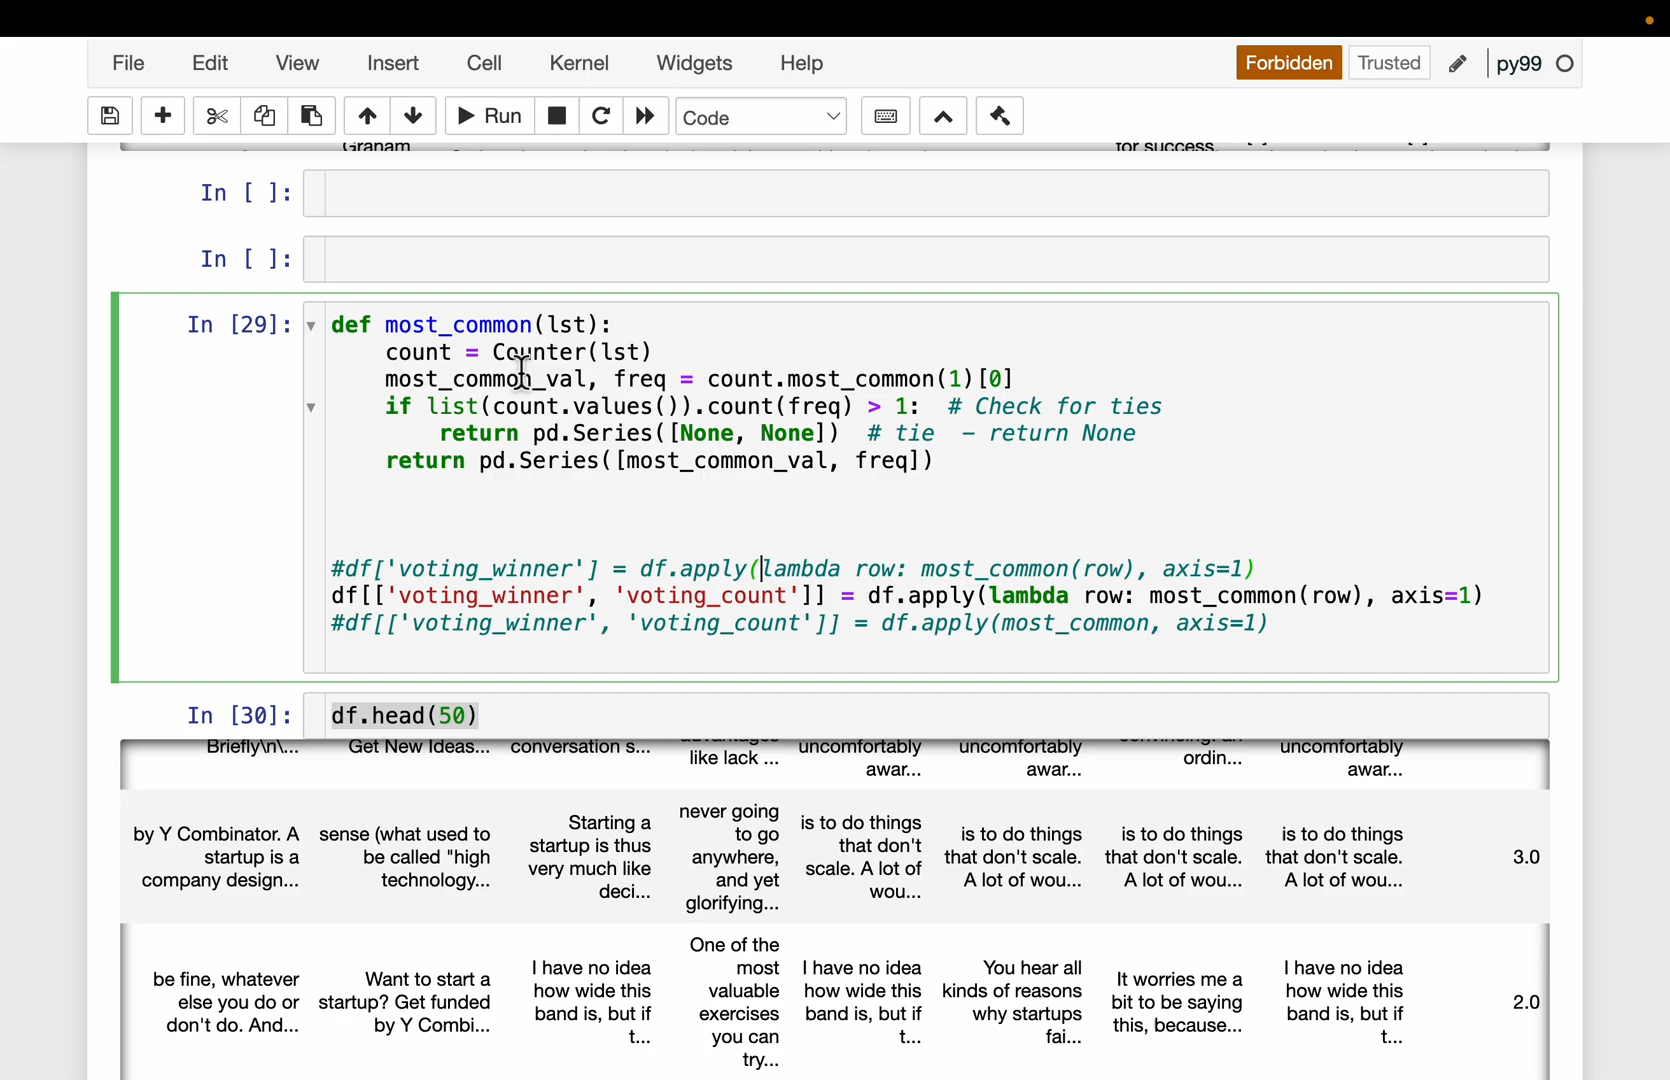 File Edit View Insert Cell Kernel Widgets Help Forbidden Trusted py99
Run Code
Graham for success.
In [ ]:
In [ ]:
In [29]:
def most_common(lst):
    count = Counter(lst)
    most_common_val, freq = count.most_common(1)[0]
    if list(count.values()).count(freq) > 1:  # Check for ties
        return pd.Series([None, None])  # tie  – return None
    return pd.Series([most_common_val, freq])
#df['voting_winner'] = df.apply(lambda row: most_common(row), axis=1)
df[['voting_winner', 'voting_count']] = df.apply(lambda row: most_common(row), axis=1)
#df[['voting_winner', 'voting_count']] = df.apply(most_common, axis=1)
In [30]: df.head(50)
Briefly\n\...
Get New Ideas...
conversation s...
like lack ...
uncomfortably
awar...
uncomfortably
awar...
ordin...
uncomfortably
awar...
by Y Combinator. A
startup is a
company design...
sense (what used to
be called "high
technology...
Starting a
startup is thus
very much like
deci...
never going
to go
anywhere,
and yet
glorifying...
is to do things
that don't
scale. A lot of
wou...
is to do things
that don't scale.
A lot of wou...
is to do things
that don't scale.
A lot of wou...
is to do things
that don't scale.
A lot of wou...
3.0
be fine, whatever
else you do or
don't do. And...
Want to start a
startup? Get funded
by Y Combi...
I have no idea
how wide this
band is, but if
t...
One of the
most
valuable
exercises
you can
try...
I have no idea
how wide this
band is, but if
t...
You hear all
kinds of reasons
why startups
fai...
It worries me a
bit to be saying
this, because...
I have no idea
how wide this
band is, but if
t...
2.0